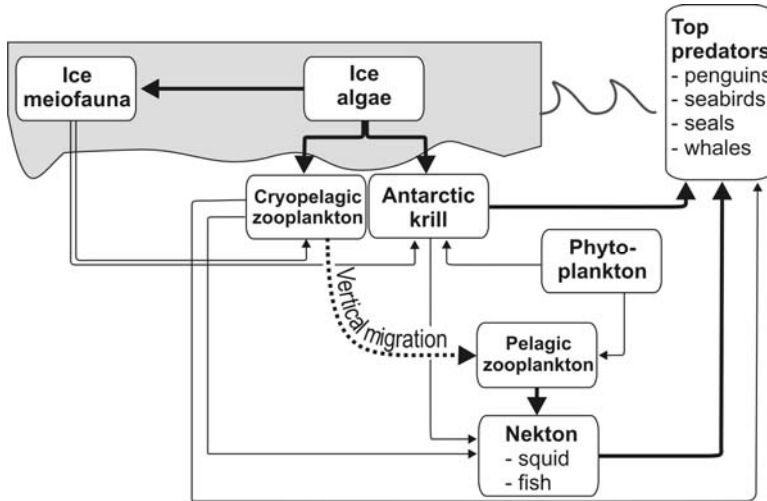 Ice
meiofauna
Ice
algae
Top
predators
- penguins
- seabirds
- seals
- whales
Cryopelagic
zooplankton
Antarctic
krill
Phyto-
plankton
Vertical migration
Pelagic
zooplankton
Nekton
- squid
- fish